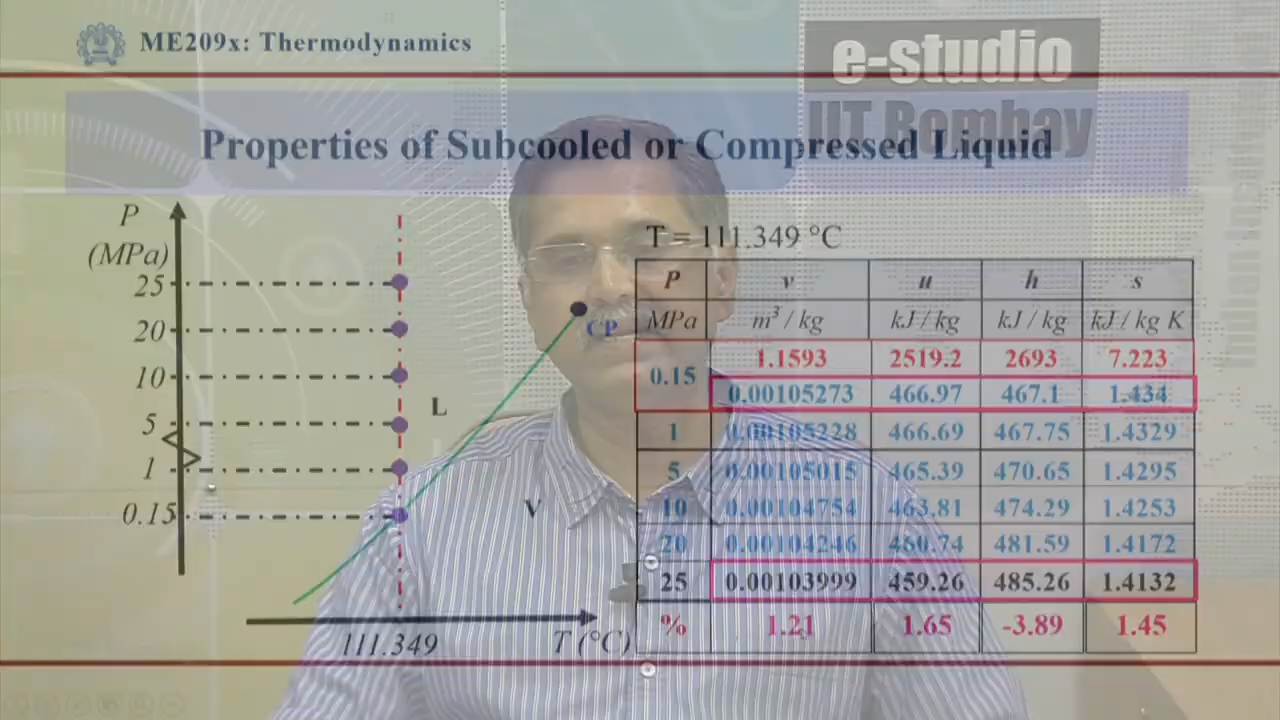 ME209x: Thermodynamics
e-studio
IIT Bombay
Properties of Subcooled or Compressed Liquid
P
(MPa)
25
20
10
5
1
0.15
CP
L
V
111.349
T (°C)
T = 111.349 °C
P v u h s
MPa m³ / kg kJ / kg kJ / kg kJ / kg K
0.15 1.1593 2519.2 2693 7.223
0.00105273 466.97 467.1 1.434
1 0.00105228 466.69 467.75 1.4329
5 0.00105015 465.39 470.65 1.4295
10 0.00104754 463.81 474.29 1.4253
20 0.00104246 460.74 481.59 1.4172
25 0.00103999 459.26 485.26 1.4132
% 1.21 1.65 -3.89 1.45